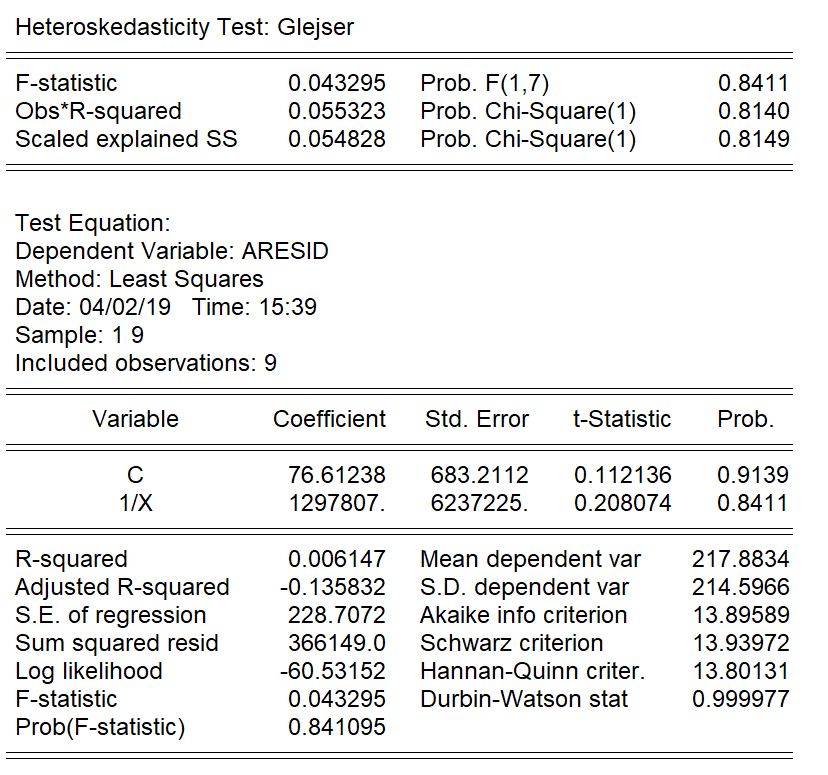 Heteroskedasticity Test: Glejser
F-statistic 0.043295 Prob. F(1,7) 0.8411
Obs*R-squared 0.055323 Prob. Chi-Square(1) 0.8140
Scaled explained SS 0.054828 Prob. Chi-Square(1) 0.8149
Test Equation:
Dependent Variable: ARESID
Method: Least Squares
Date: 04/02/19 Time: 15:39
Sample: 1 9
Included observations: 9
Variable Coefficient Std. Error t-Statistic Prob.
C 76.61238 683.2112 0.112136 0.9139
1/X 1297807. 6237225. 0.208074 0.8411
R-squared 0.006147 Mean dependent var 217.8834
Adjusted R-squared -0.135832 S.D. dependent var 214.5966
S.E. of regression 228.7072 Akaike info criterion 13.89589
Sum squared resid 366149.0 Schwarz criterion 13.93972
Log likelihood -60.53152 Hannan-Quinn criter. 13.80131
F-statistic 0.043295 Durbin-Watson stat 0.999977
Prob(F-statistic) 0.841095